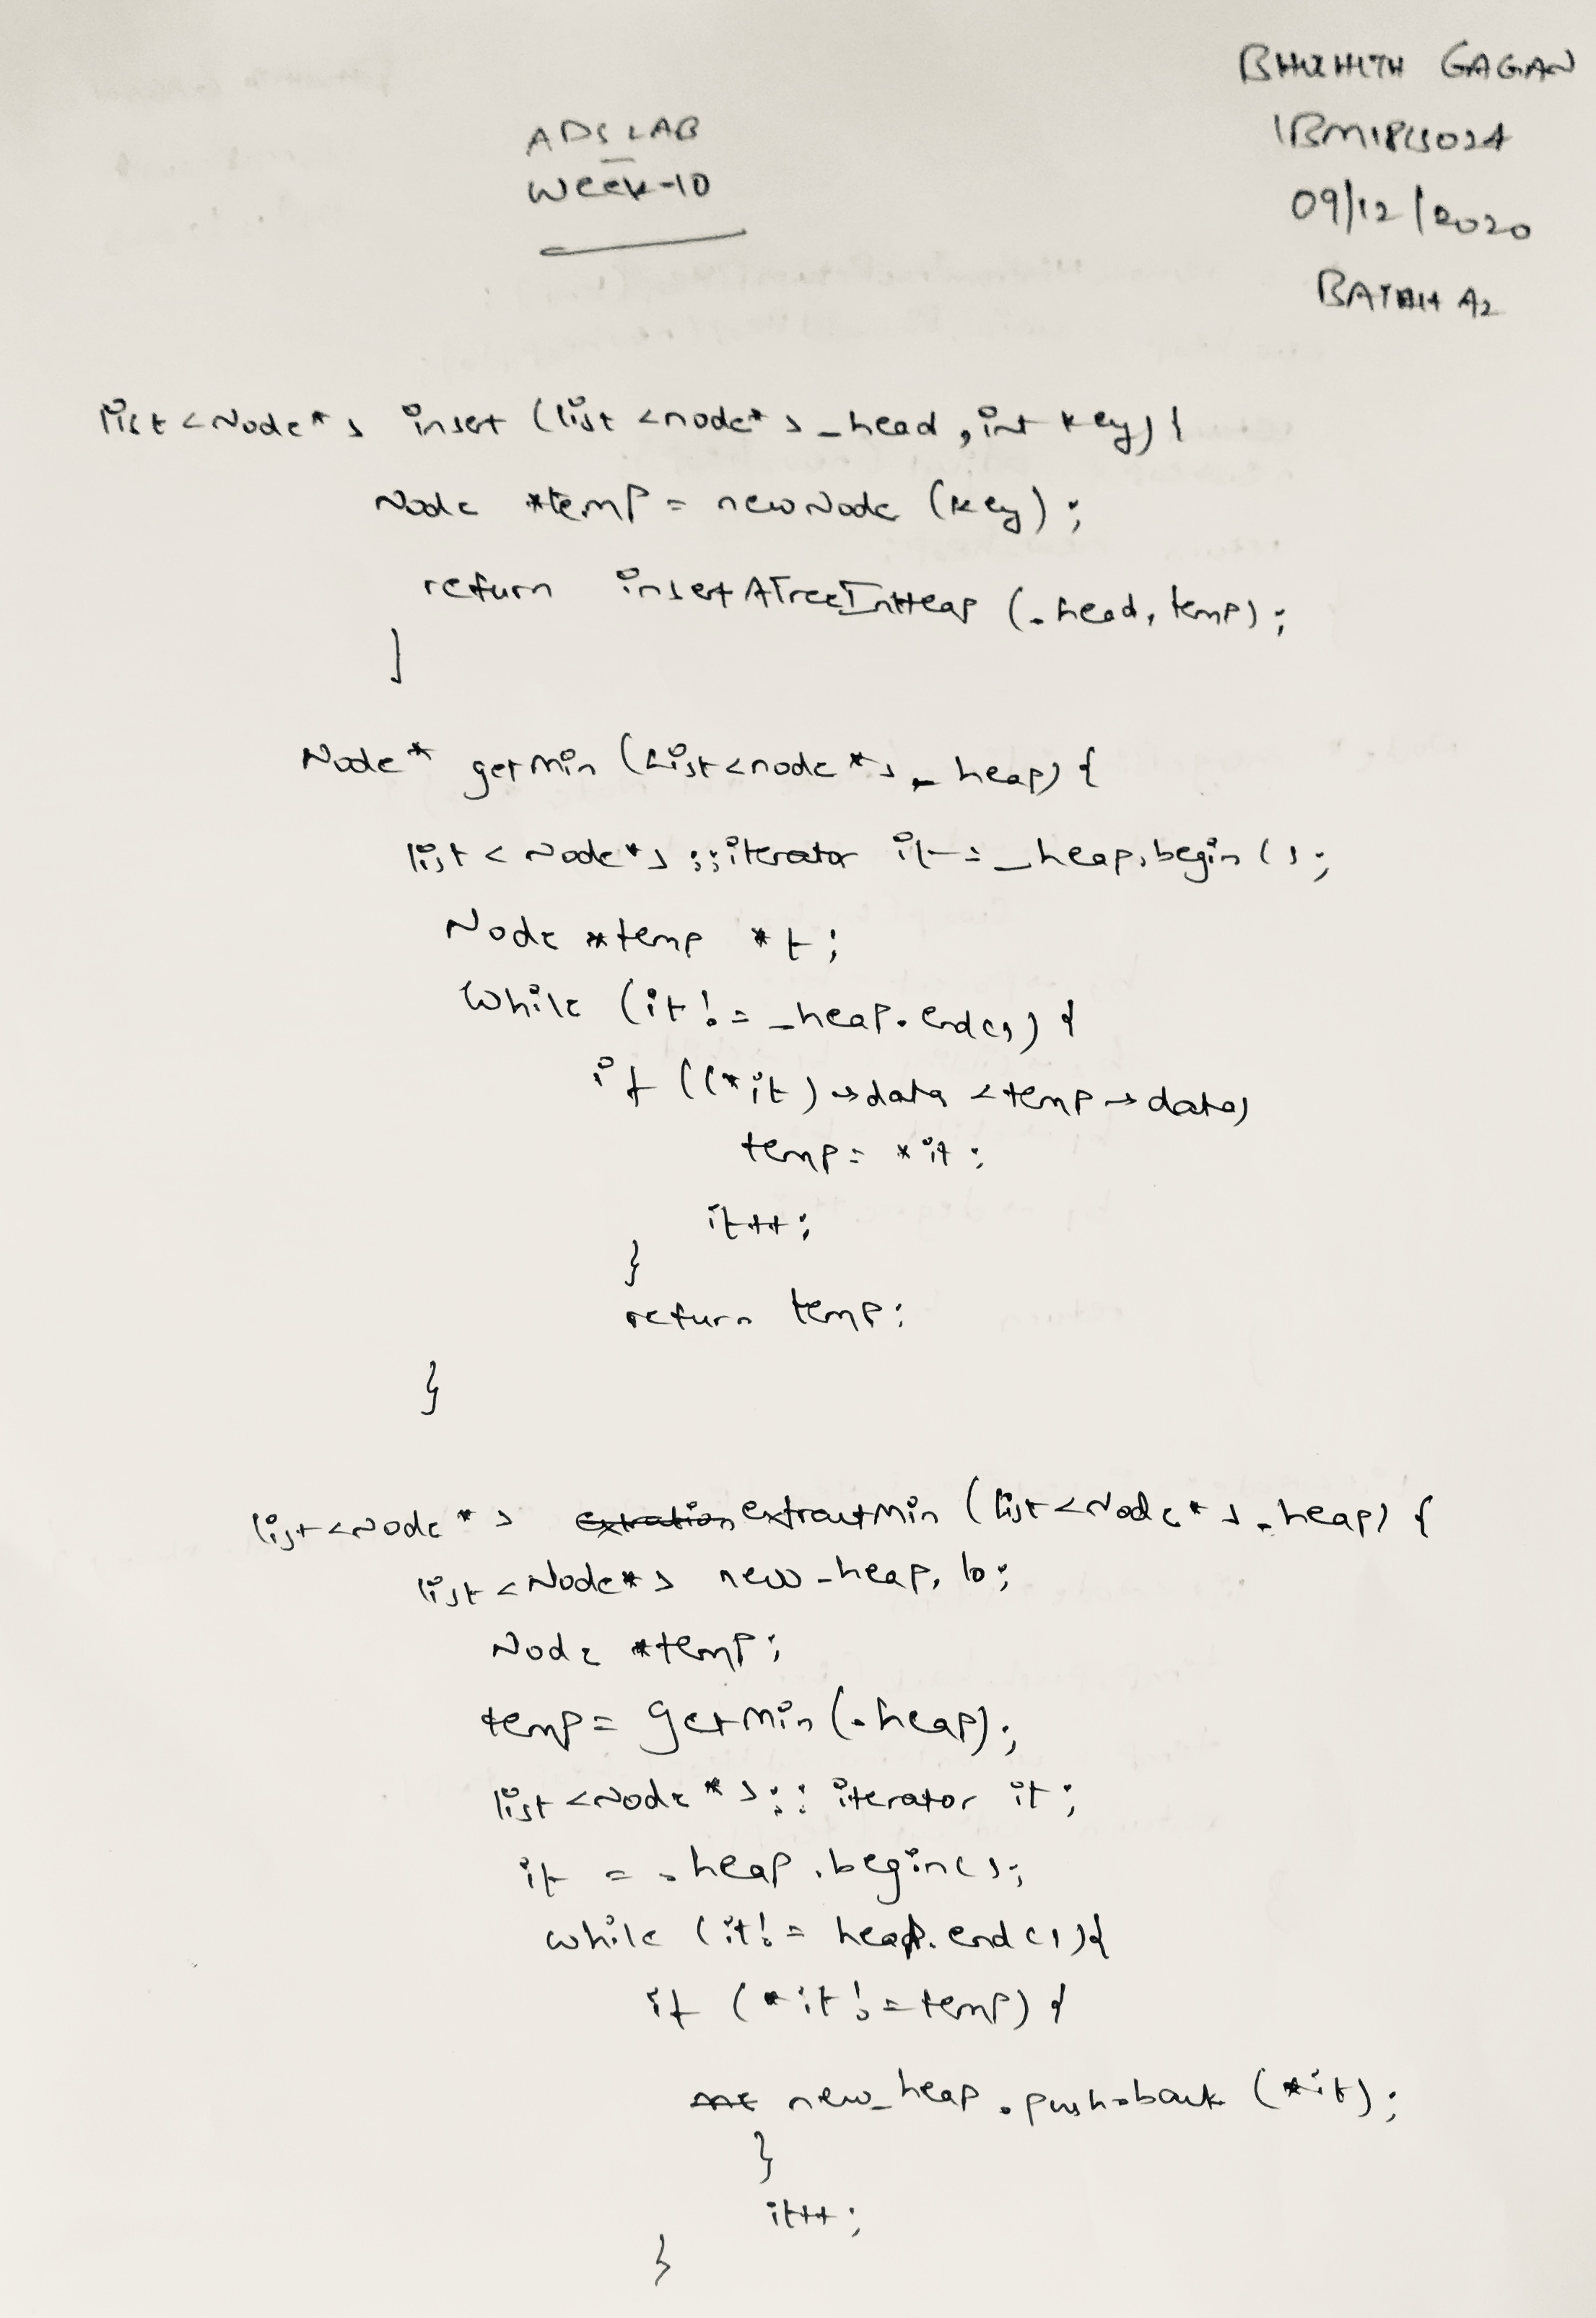 BHUHITH GAGAN
ADS LAB
1BM18CS024
Week-10
09/12/2020
BATCH A2
list<Node*> insert (list <node*> _head, int key) {
Node *temp = newNode (key);
return insertATreeInHeap (_head, temp);
}
Node* getmin (List<node*> _heap) {
list<Node*>::iterator it = _heap.begin();
Node *temp *t;
while (it != _heap.end()) {
if ((*it)→data < temp→data)
temp = *it;
it++;
}
return temp;
}
list<Node*> extration extractMin (list<Node*> _heap) {
list<Node*> new_heap, lo;
Node *temp;
temp = getmin(_heap);
list<Node*>::iterator it;
it = _heap.begin();
while (it != heap.end()){
if (*it != temp) {
new_heap.push_back (*it);
}
it++;
}